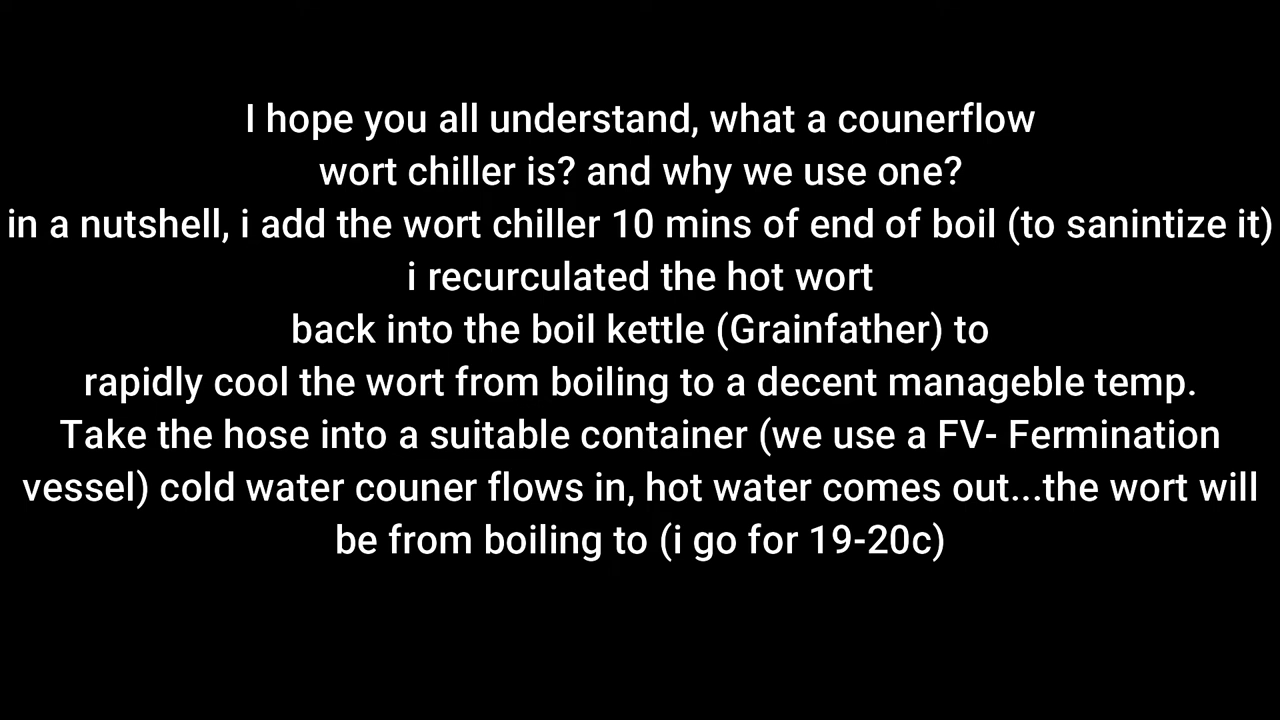 I hope you all understand, what a counerflow
wort chiller is? and why we use one?
in a nutshell, i add the wort chiller 10 mins of end of boil (to sanintize it)
i recurculated the hot wort
back into the boil kettle (Grainfather) to
rapidly cool the wort from boiling to a decent manageble temp.
Take the hose into a suitable container (we use a FV- Fermination
vessel) cold water couner flows in, hot water comes out...the wort will
be from boiling to (i go for 19-20c)